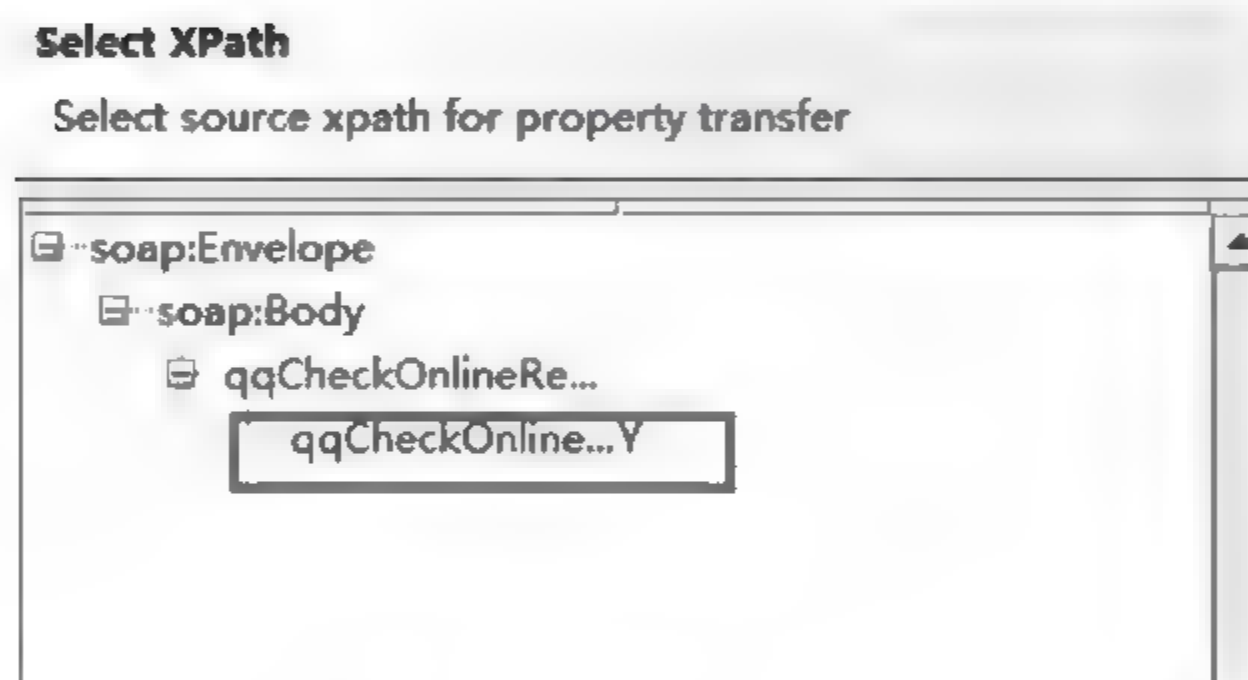 Select XPath
Select source xpath for property transfer
soap:Envelope
soap:Body
qqCheckOnlineRe...
qqCheckOnline...Y